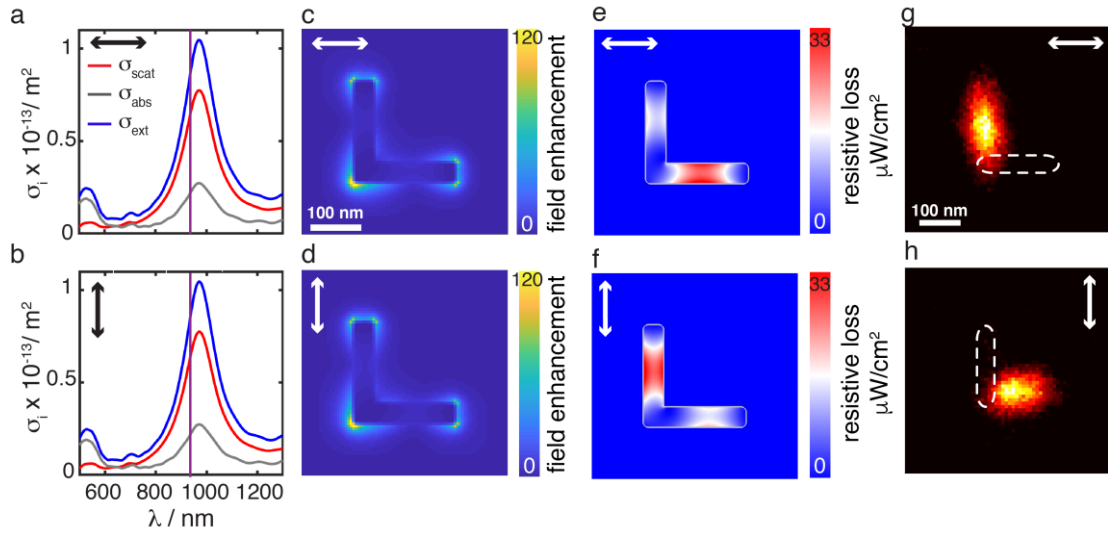 a
σi x 10-13/ m2
1
0.5
0
σscat
σabs
σext
c
100 nm
120
0
field enhancement
e
33
0
resistive loss
µW/cm2
g
100 nm
b
σi x 10-13/ m2
1
0.5
0
600 800 1000 1200
λ / nm
d
120
0
field enhancement
f
33
0
resistive loss
µW/cm2
h